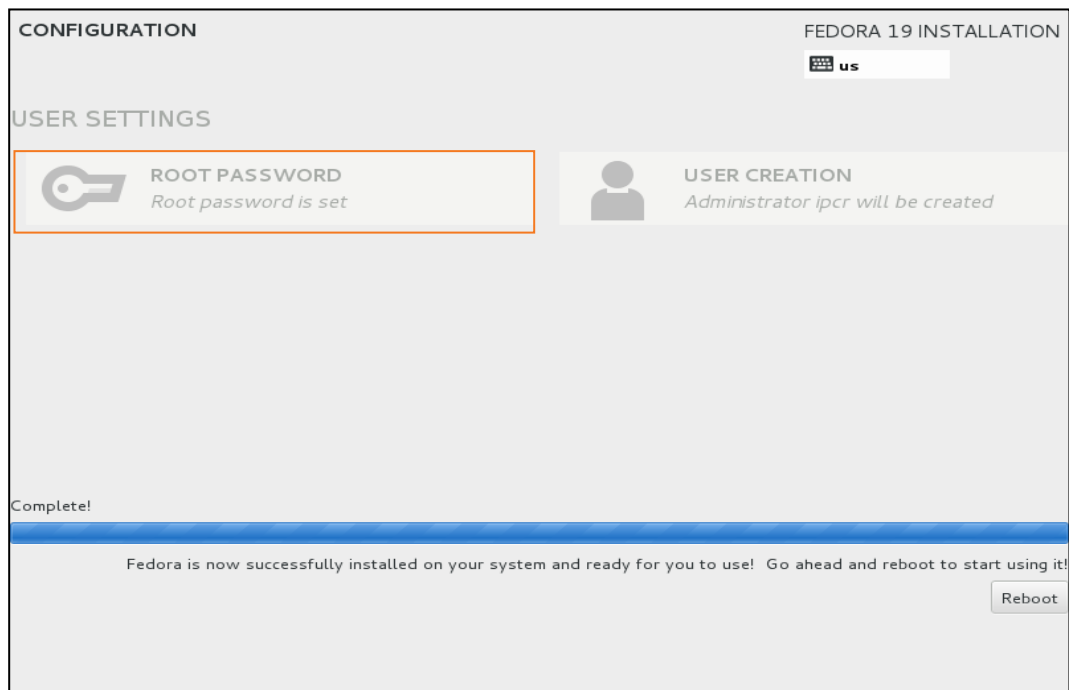 CONFIGURATION
FEDORA 19 INSTALLATION
us
USER SETTINGS
ROOT PASSWORD
Root password is set
USER CREATION
Administrator ipcr will be created
Complete!
Fedora is now successfully installed on your system and ready for you to use!  Go ahead and reboot to start using it!
Reboot